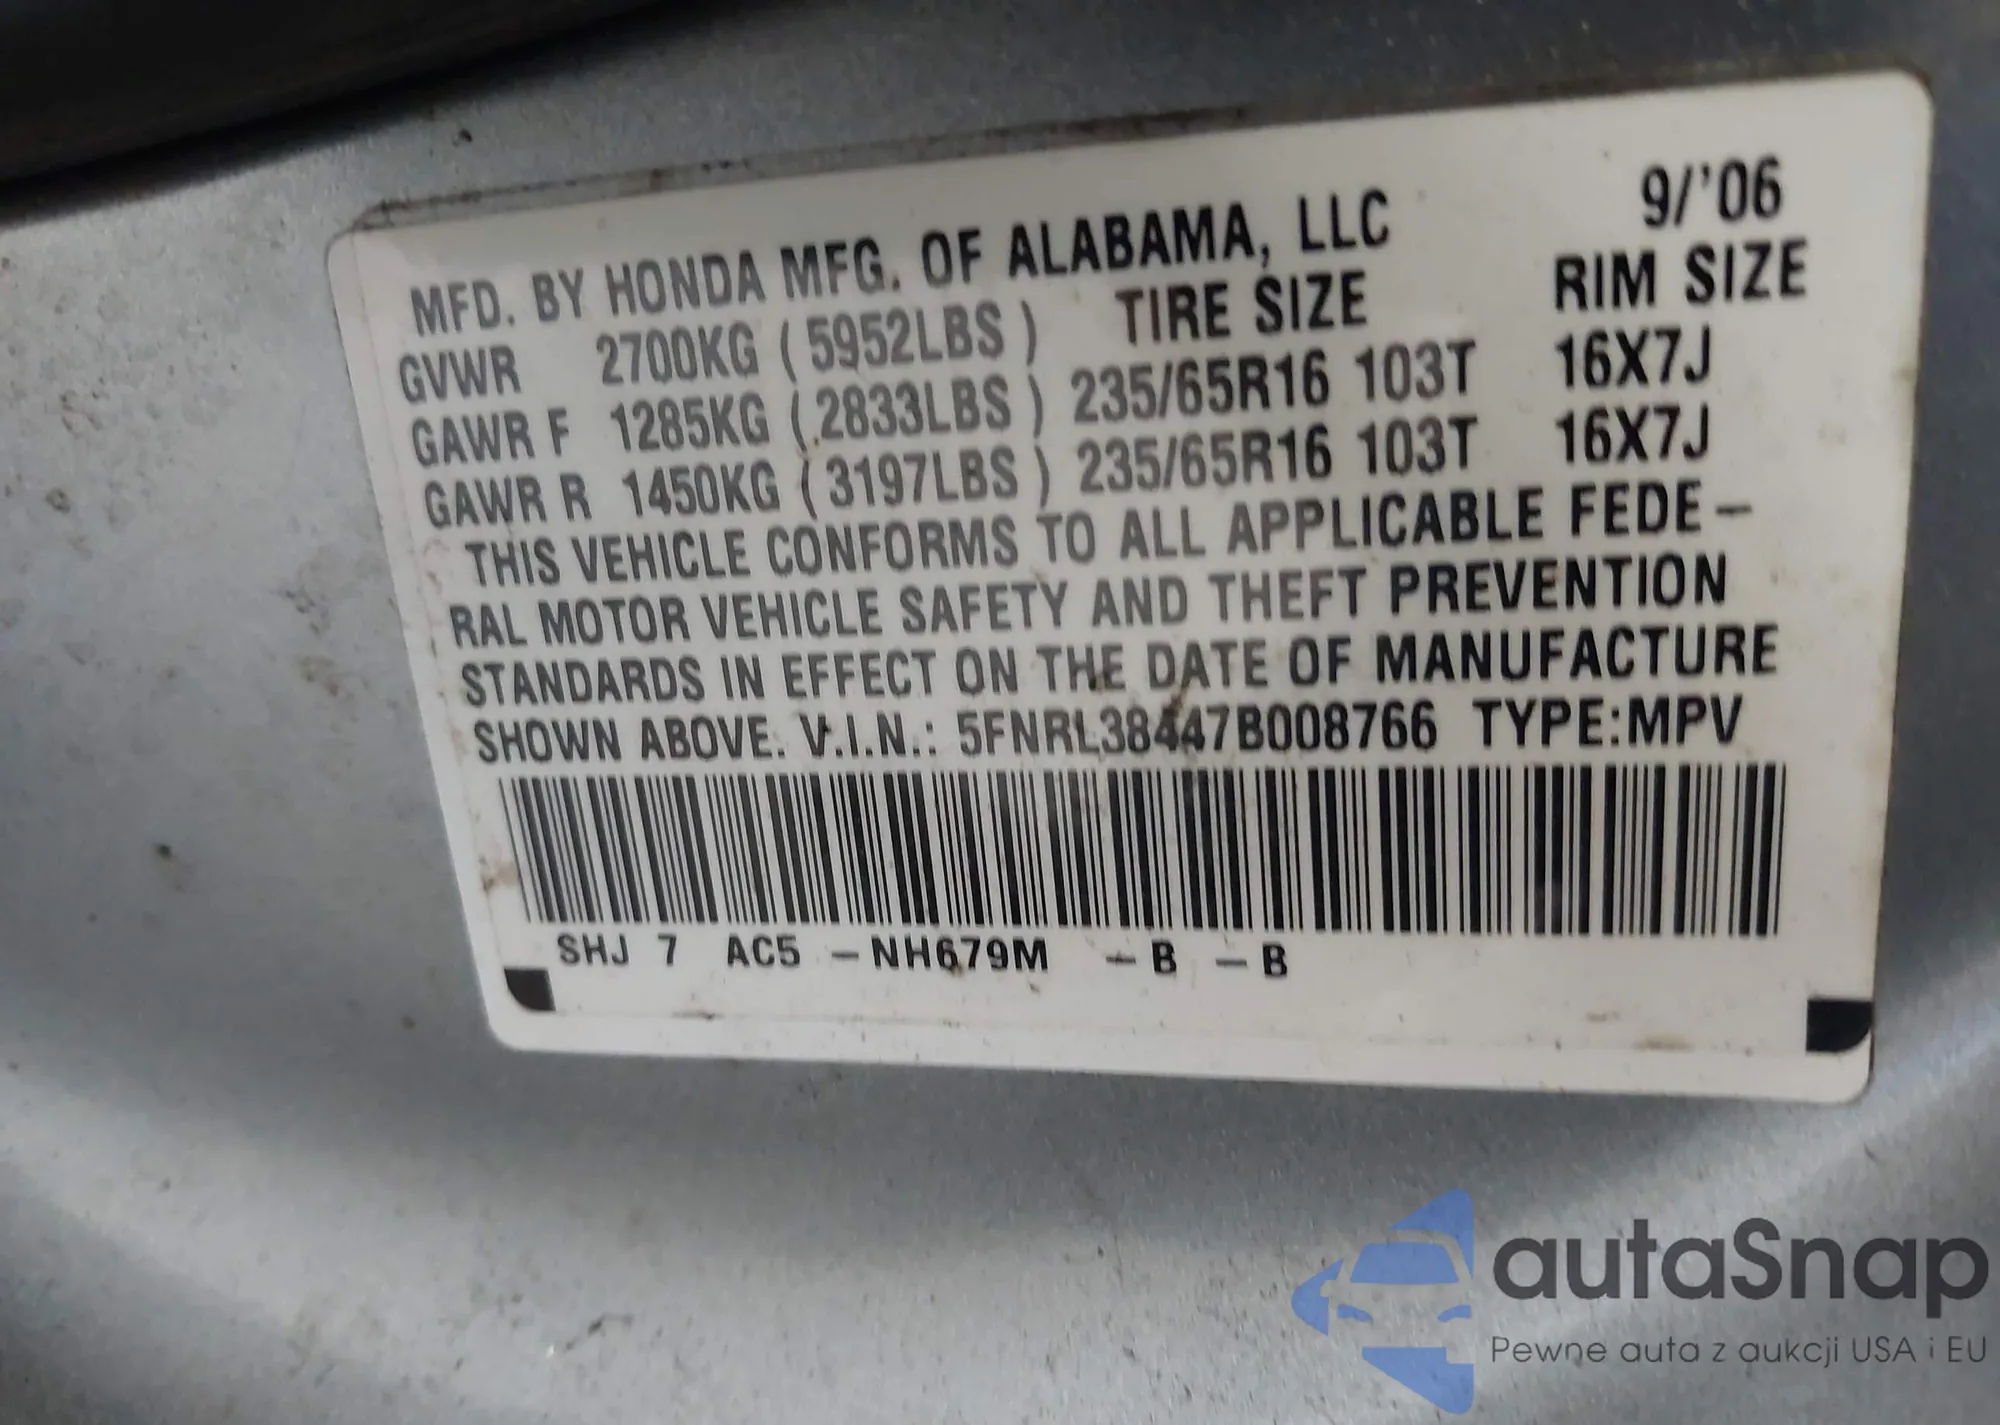 MFD. BY HONDA MFG. OF ALABAMA, LLC 9/'06
TIRE SIZE RIM SIZE
GVWR 2700KG (5952LBS)
GAWR F 1285KG (2833LBS) 235/65R16 103T 16X7J
GAWR R 1450KG (3197LBS) 235/65R16 103T 16X7J
THIS VEHICLE CONFORMS TO ALL APPLICABLE FEDE-
RAL MOTOR VEHICLE SAFETY AND THEFT PREVENTION
STANDARDS IN EFFECT ON THE DATE OF MANUFACTURE
SHOWN ABOVE. V.I.N.: 5FNRL38447B008766 TYPE:MPV
SHJ 7 AC5 -NH679M -B -B
autaSnap
Pewne auta z aukcji USA i EU